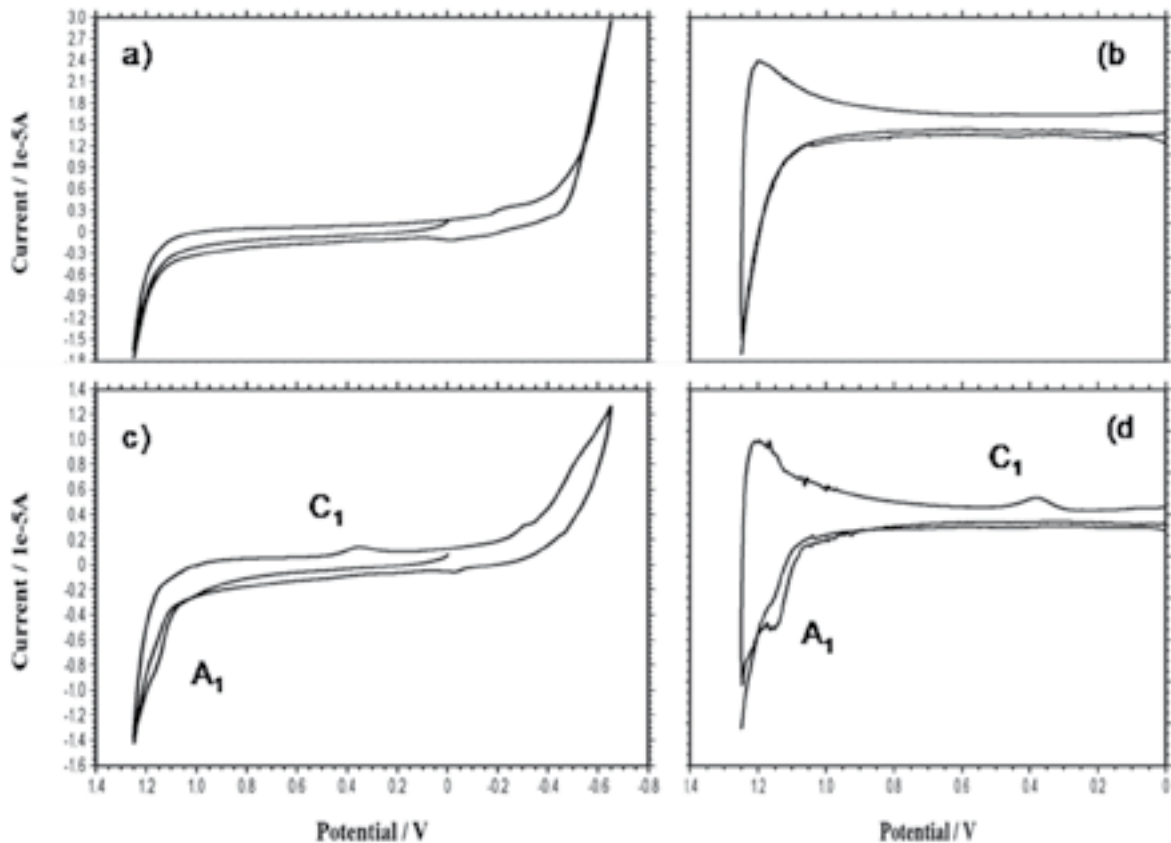 a)
(b
3.0
2.7
2.4
2.1
1.8
1.5
1.2
0.9
0.6
0.3
0
-0.3
-0.6
-0.9
-1.2
-1.5
-1.8
Current / 1e-5A
c)
(d
C1
C1
A1
A1
1.4
1.2
1.0
0.8
0.6
0.4
0.2
0
-0.2
-0.4
-0.6
-0.8
-1.0
-1.2
-1.4
-1.6
Current / 1e-5A
1.4 1.2 1.0 0.8 0.6 0.4 0.2 0 -0.2 -0.4 -0.6 -0.8
1.4 1.2 1.0 0.8 0.6 0.4 0.2 0
Potential / V
Potential / V